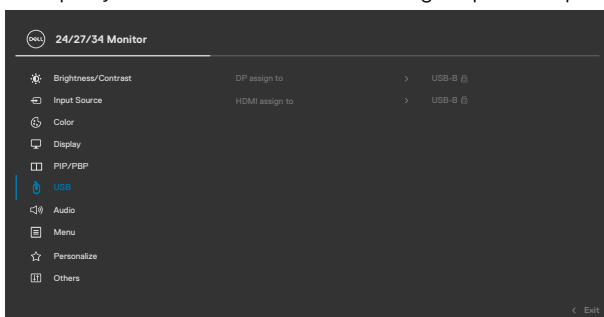 DELL 24/27/34 Monitor
Brightness/Contrast DP assign to > USB-B
Input Source HDMI assign to > USB-B
Color
Display
PIP/PBP
USB
Audio
Menu
Personalize
Others
< Exit